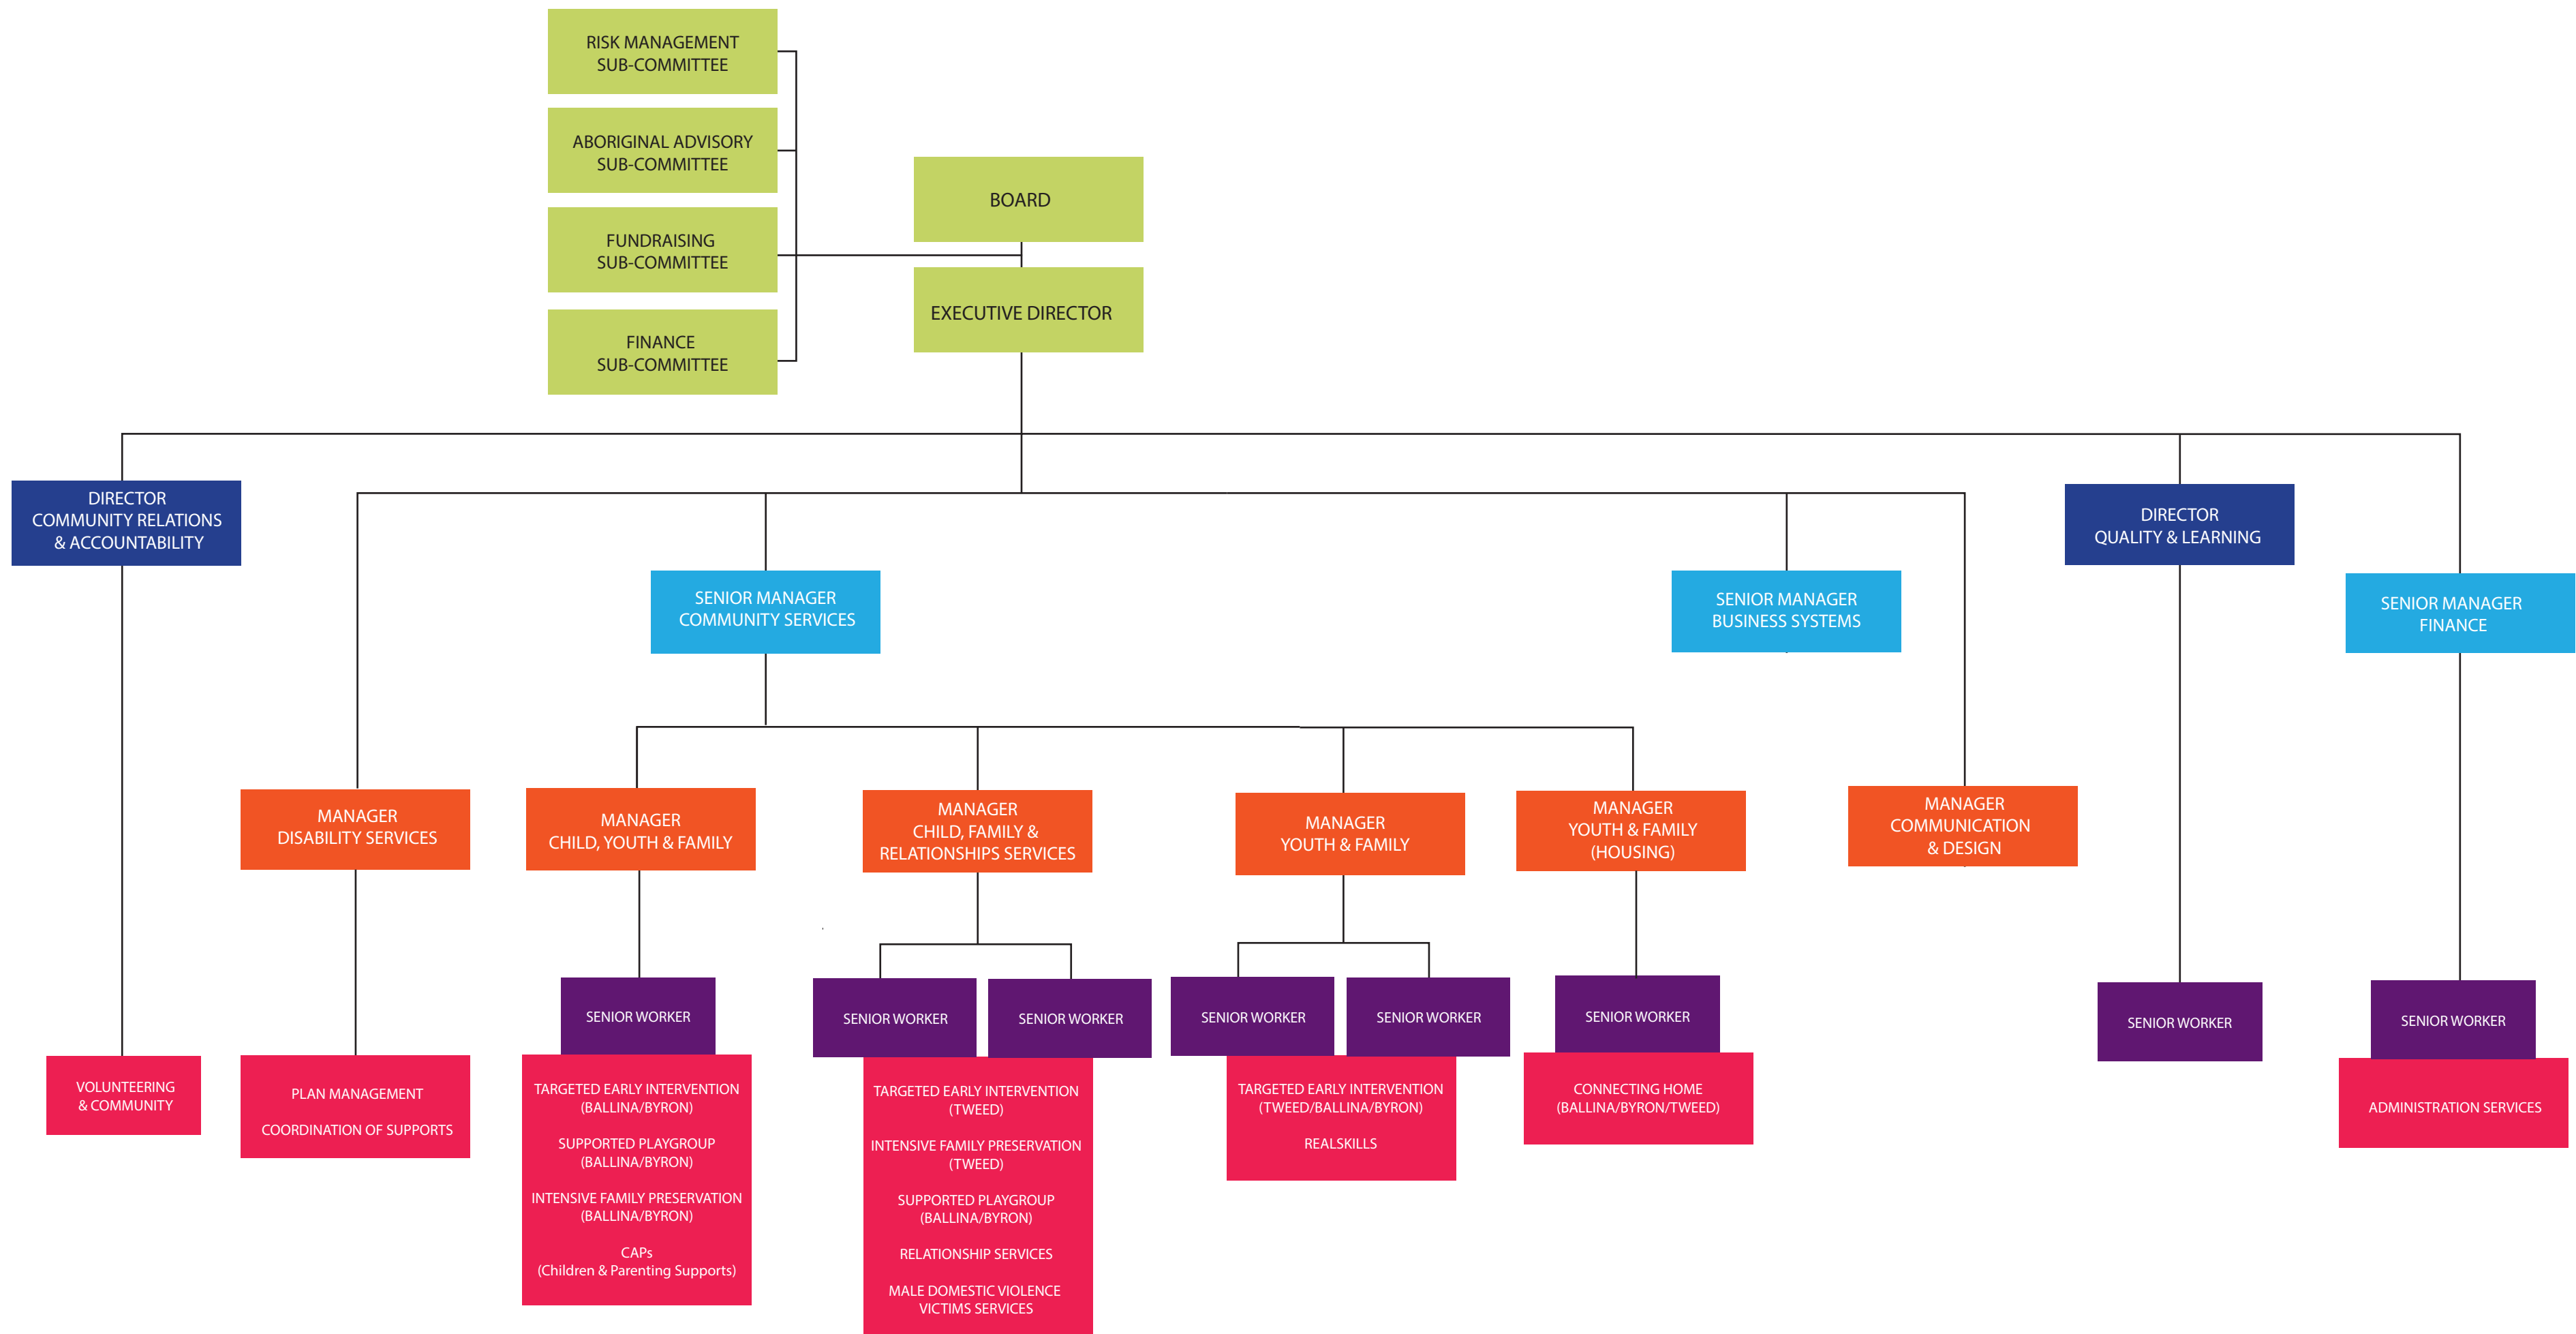 RISK MANAGEMENT
SUB-COMMITTEE
ABORIGINAL ADVISORY
SUB-COMMITTEE
FUNDRAISING
SUB-COMMITTEE
FINANCE
SUB-COMMITTEE
BOARD
EXECUTIVE DIRECTOR
DIRECTOR
COMMUNITY RELATIONS
& ACCOUNTABILITY
DIRECTOR
QUALITY & LEARNING
SENIOR MANAGER
COMMUNITY SERVICES
SENIOR MANAGER
BUSINESS SYSTEMS
SENIOR MANAGER
FINANCE
MANAGER
DISABILITY SERVICES
MANAGER
CHILD, YOUTH & FAMILY
MANAGER
CHILD, FAMILY &
RELATIONSHIPS SERVICES
MANAGER
YOUTH & FAMILY
MANAGER
YOUTH & FAMILY
(HOUSING)
MANAGER
COMMUNICATION
& DESIGN
SENIOR WORKER
SENIOR WORKER
SENIOR WORKER
SENIOR WORKER
SENIOR WORKER
SENIOR WORKER
SENIOR WORKER
SENIOR WORKER
VOLUNTEERING
& COMMUNITY
PLAN MANAGEMENT
COORDINATION OF SUPPORTS
TARGETED EARLY INTERVENTION
(BALLINA/BYRON)
SUPPORTED PLAYGROUP
(BALLINA/BYRON)
INTENSIVE FAMILY PRESERVATION
(BALLINA/BYRON)
CAPs
(Children & Parenting Supports)
TARGETED EARLY INTERVENTION
(TWEED)
INTENSIVE FAMILY PRESERVATION
(TWEED)
SUPPORTED PLAYGROUP
(BALLINA/BYRON)
RELATIONSHIP SERVICES
MALE DOMESTIC VIOLENCE
VICTIMS SERVICES
TARGETED EARLY INTERVENTION
(TWEED/BALLINA/BYRON)
REALSKILLS
CONNECTING HOME
(BALLINA/BYRON/TWEED)
ADMINISTRATION SERVICES